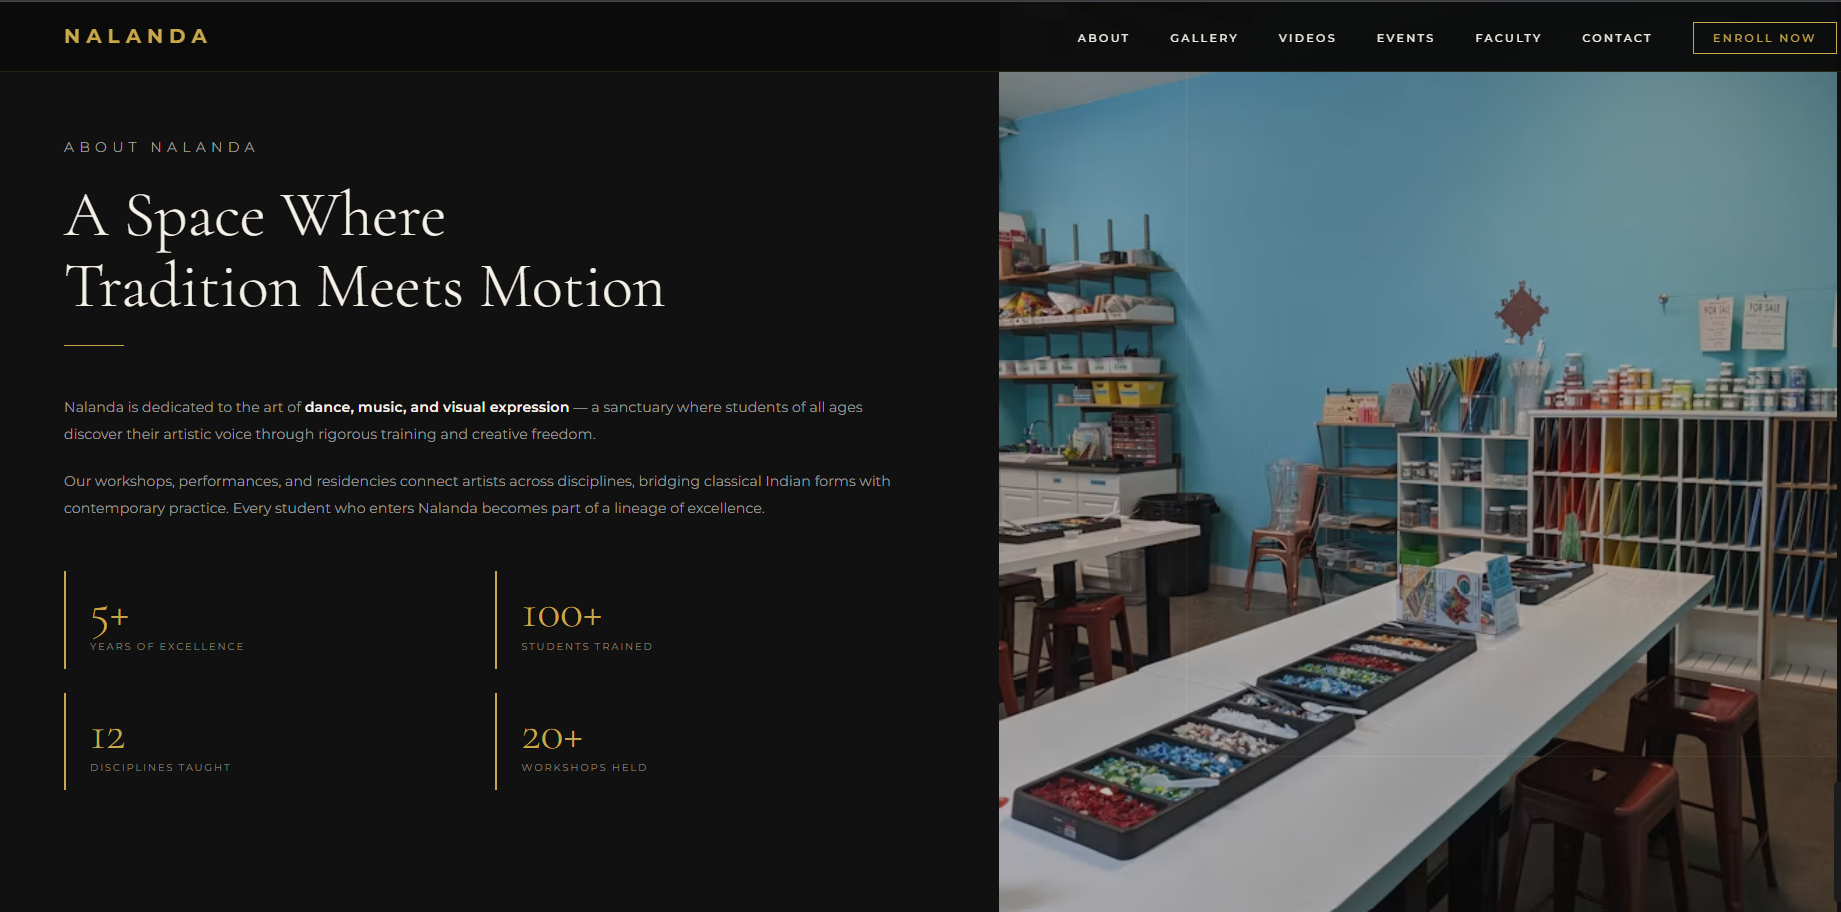 NALANDA
ABOUT GALLERY VIDEOS EVENTS FACULTY CONTACT ENROLL NOW
ABOUT NALANDA
A Space Where
Tradition Meets Motion
Nalanda is dedicated to the art of dance, music, and visual expression — a sanctuary where students of all ages
discover their artistic voice through rigorous training and creative freedom.
Our workshops, performances, and residencies connect artists across disciplines, bridging classical Indian forms with
contemporary practice. Every student who enters Nalanda becomes part of a lineage of excellence.
5+
YEARS OF EXCELLENCE
100+
STUDENTS TRAINED
12
DISCIPLINES TAUGHT
20+
WORKSHOPS HELD
FOR SALE
FOR SALE